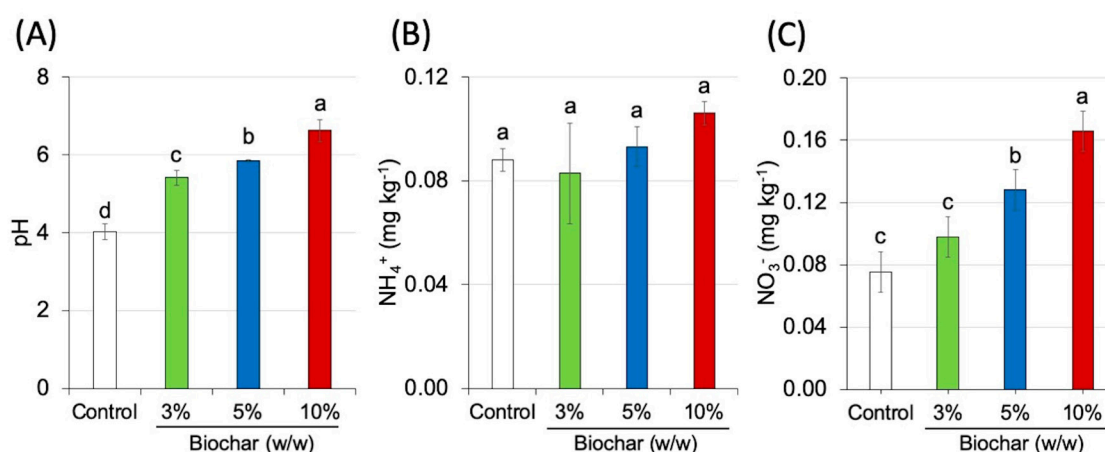 (A)
pH
8
6
4
2
0
d
c
b
a
Control 3% 5% 10%
Biochar (w/w)
(B)
NH₄⁺ (mg kg⁻¹)
0.12
0.08
0.04
0.00
a
a
a
a
Control 3% 5% 10%
Biochar (w/w)
(C)
NO₃⁻ (mg kg⁻¹)
0.20
0.16
0.12
0.08
0.04
0.00
c
c
b
a
Control 3% 5% 10%
Biochar (w/w)